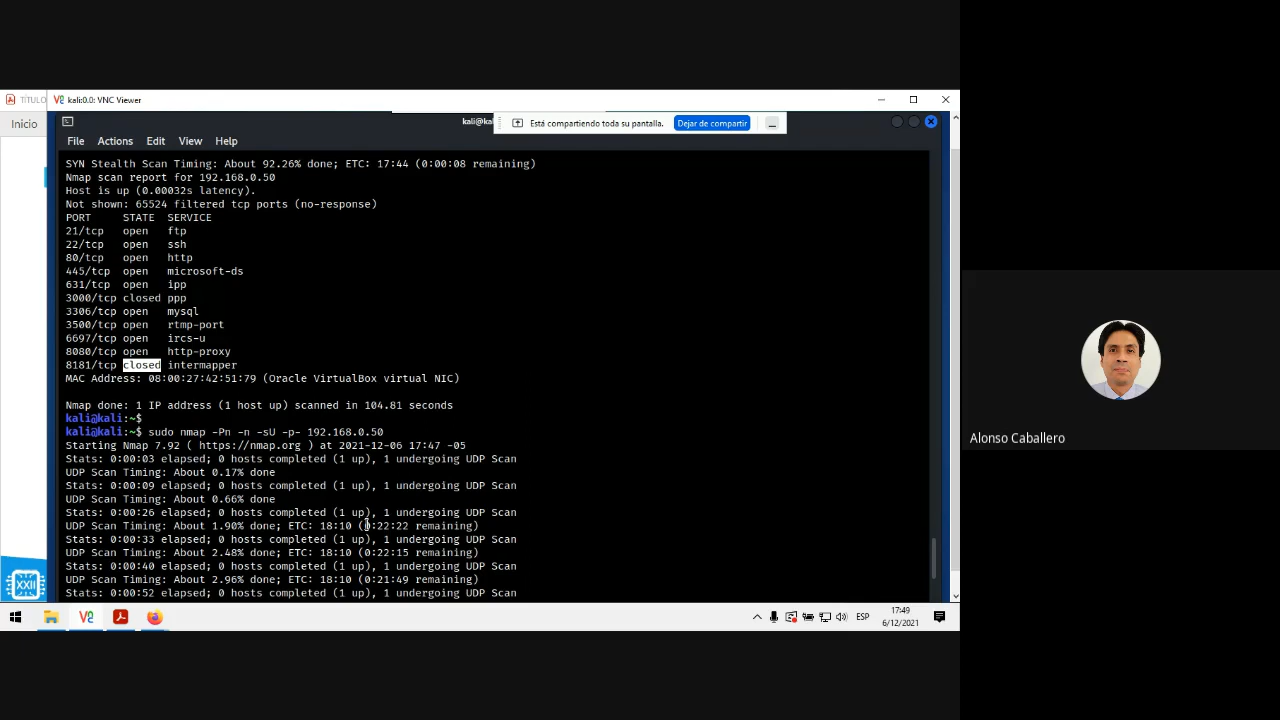 TÍTULO
kali:0.0: VNC Viewer
Inicio
kali@kal
Está compartiendo toda su pantalla.
Dejar de compartir
File Actions Edit View Help
SYN Stealth Scan Timing: About 92.26% done; ETC: 17:44 (0:00:08 remaining)
Nmap scan report for 192.168.0.50
Host is up (0.00032s latency).
Not shown: 65524 filtered tcp ports (no-response)
PORT STATE SERVICE
21/tcp open ftp
22/tcp open ssh
80/tcp open http
445/tcp open microsoft-ds
631/tcp open ipp
3000/tcp closed ppp
3306/tcp open mysql
3500/tcp open rtmp-port
6697/tcp open ircs-u
8080/tcp open http-proxy
8181/tcp closed intermapper
MAC Address: 08:00:27:42:51:79 (Oracle VirtualBox virtual NIC)
Nmap done: 1 IP address (1 host up) scanned in 104.81 seconds
kali@kali:~$
kali@kali:~$ sudo nmap -Pn -n -sU -p- 192.168.0.50
Starting Nmap 7.92 ( https://nmap.org ) at 2021-12-06 17:47 -05
Stats: 0:00:03 elapsed; 0 hosts completed (1 up), 1 undergoing UDP Scan
UDP Scan Timing: About 0.17% done
Stats: 0:00:09 elapsed; 0 hosts completed (1 up), 1 undergoing UDP Scan
UDP Scan Timing: About 0.66% done
Stats: 0:00:26 elapsed; 0 hosts completed (1 up), 1 undergoing UDP Scan
UDP Scan Timing: About 1.90% done; ETC: 18:10 (0:22:22 remaining)
Stats: 0:00:33 elapsed; 0 hosts completed (1 up), 1 undergoing UDP Scan
UDP Scan Timing: About 2.48% done; ETC: 18:10 (0:22:15 remaining)
Stats: 0:00:40 elapsed; 0 hosts completed (1 up), 1 undergoing UDP Scan
UDP Scan Timing: About 2.96% done; ETC: 18:10 (0:21:49 remaining)
Stats: 0:00:52 elapsed; 0 hosts completed (1 up), 1 undergoing UDP Scan
XXII
ESP
17:49
6/12/2021
Alonso Caballero